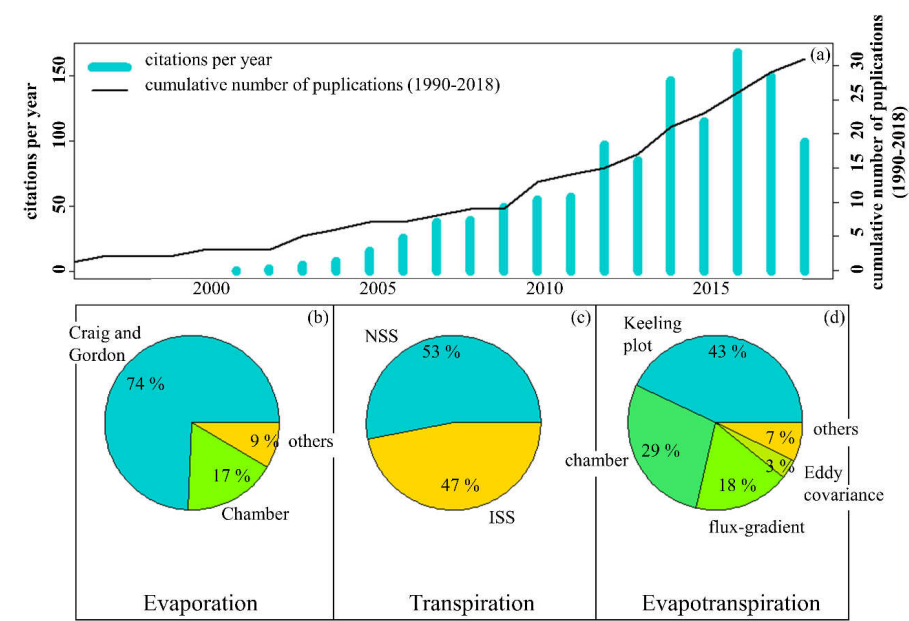 (a)
citations per year
cumulative number of puplications (1990-2018)
citations per year
0
50
100
150
cumulative number of puplications
(1990-2018)
0
5
10
15
20
25
30
2000
2005
2010
2015
(b)
Craig and
Gordon
74 %
9 %
others
17 %
Chamber
Evaporation
(c)
NSS
53 %
47 %
ISS
Transpiration
(d)
Keeling
plot
43 %
chamber
29 %
18 %
flux-gradient
3 %
Eddy
covariance
7 %
others
Evapotranspiration